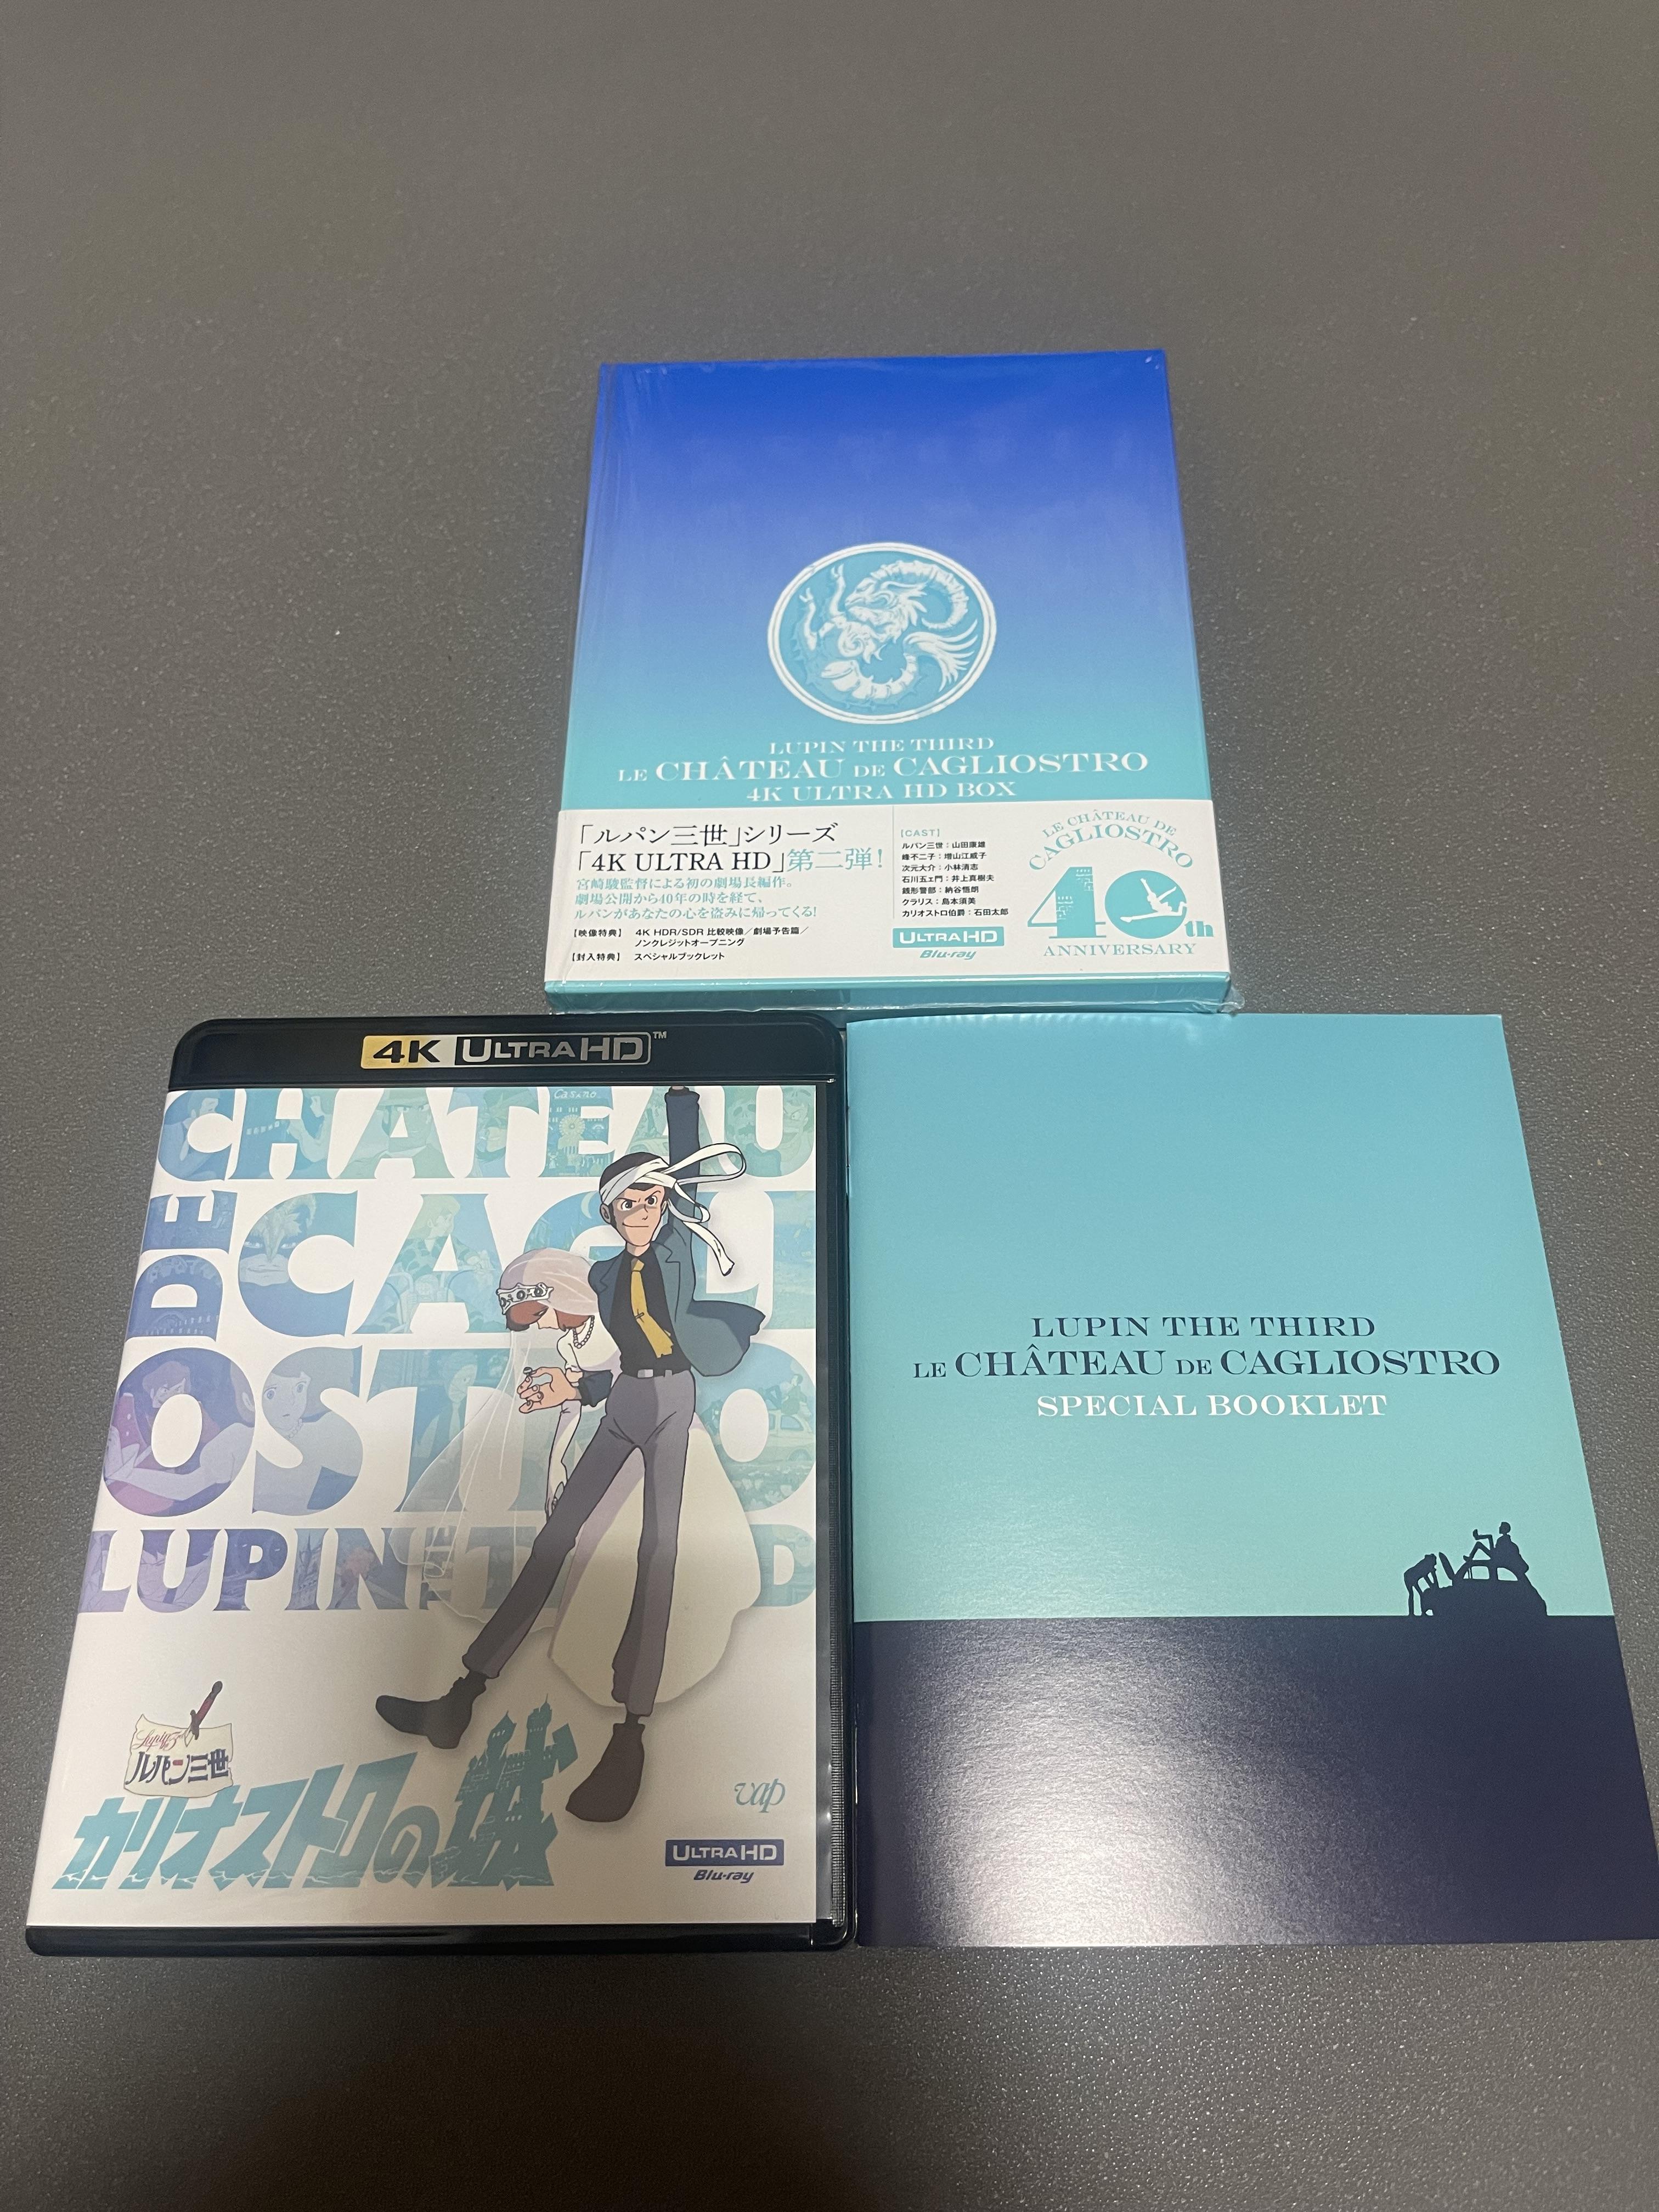 LUPIN THE THIRD
LE CHÂTEAU DE CAGLIOSTRO
4K ULTRA HD BOX
「ルパン三世」シリーズ
「4K ULTRA HD」第二弾!
宮崎駿監督による初の劇場長編作。
劇場公開から40年の時を経て、
ルパンがあなたの心を盗みに帰ってくる!
【映像特典】 4K HDR/SDR 比較映像／劇場予告篇／
ノンクレジットオープニング
【封入特典】 スペシャルブックレット
[CAST]
ルパン三世：山田康雄
峰不二子：増山江威子
次元大介：小林清志
石川五ェ門：井上真樹夫
銭形警部：納谷悟朗
クラリス：島本須美
カリオストロ伯爵：石田太郎
ULTRA HD
Blu-ray
LE CHÂTEAU DE
CAGLIOSTRO
40th
ANNIVERSARY
4K ULTRA HD™
CHATEAU
Casino
DE
CAGLI
OSTRO
LUPIN THE THIRD
Lupin
ルパン三世
カリオストロの城
vap
ULTRA HD
Blu-ray
LUPIN THE THIRD
LE CHÂTEAU DE CAGLIOSTRO
SPECIAL BOOKLET